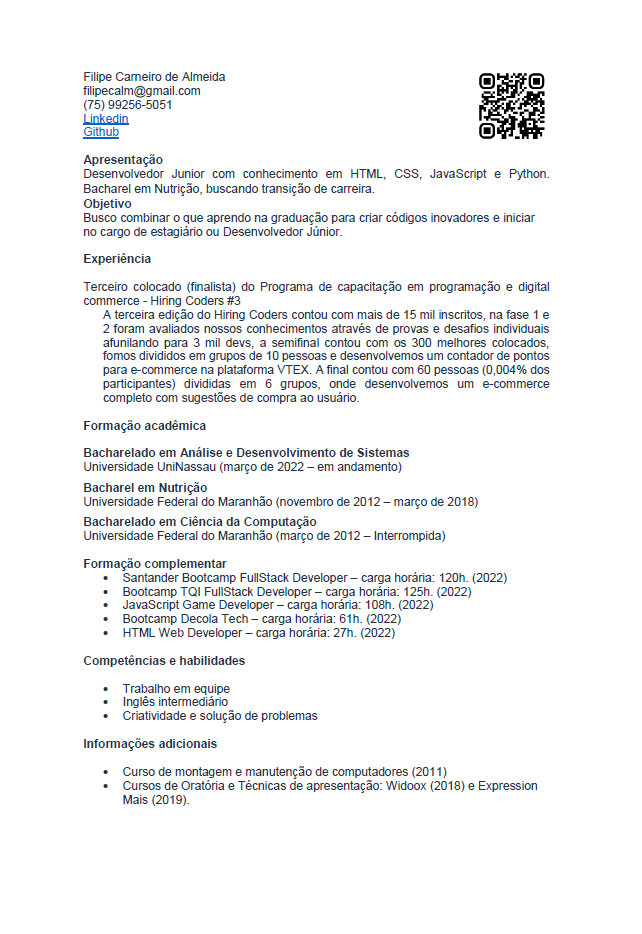 Filipe Carneiro de Almeida
filipecalm@gmail.com
(75) 99256-5051
Linkedin
Github
Apresentação
Desenvolvedor Junior com conhecimento em HTML, CSS, JavaScript e Python.
Bacharel em Nutrição, buscando transição de carreira.
Objetivo
Busco combinar o que aprendo na graduação para criar códigos inovadores e iniciar
no cargo de estagiário ou Desenvolvedor Júnior.
Experiência
Terceiro colocado (finalista) do Programa de capacitação em programação e digital
commerce - Hiring Coders #3
A terceira edição do Hiring Coders contou com mais de 15 mil inscritos, na fase 1 e
2 foram avaliados nossos conhecimentos através de provas e desafios individuais
afunilando para 3 mil devs, a semifinal contou com os 300 melhores colocados,
fomos divididos em grupos de 10 pessoas e desenvolvemos um contador de pontos
para e-commerce na plataforma VTEX. A final contou com 60 pessoas (0,004% dos
participantes) divididas em 6 grupos, onde desenvolvemos um e-commerce
completo com sugestões de compra ao usuário.
Formação acadêmica
Bacharelado em Análise e Desenvolvimento de Sistemas
Universidade UniNassau (março de 2022 – em andamento)
Bacharel em Nutrição
Universidade Federal do Maranhão (novembro de 2012 – março de 2018)
Bacharelado em Ciência da Computação
Universidade Federal do Maranhão (março de 2012 – Interrompida)
Formação complementar
• Santander Bootcamp FullStack Developer – carga horária: 120h. (2022)
• Bootcamp TQI FullStack Developer – carga horária: 125h. (2022)
• JavaScript Game Developer – carga horária: 108h. (2022)
• Bootcamp Decola Tech – carga horária: 61h. (2022)
• HTML Web Developer – carga horária: 27h. (2022)
Competências e habilidades
• Trabalho em equipe
• Inglês intermediário
• Criatividade e solução de problemas
Informações adicionais
• Curso de montagem e manutenção de computadores (2011)
• Cursos de Oratória e Técnicas de apresentação: Widoox (2018) e Expression
Mais (2019).